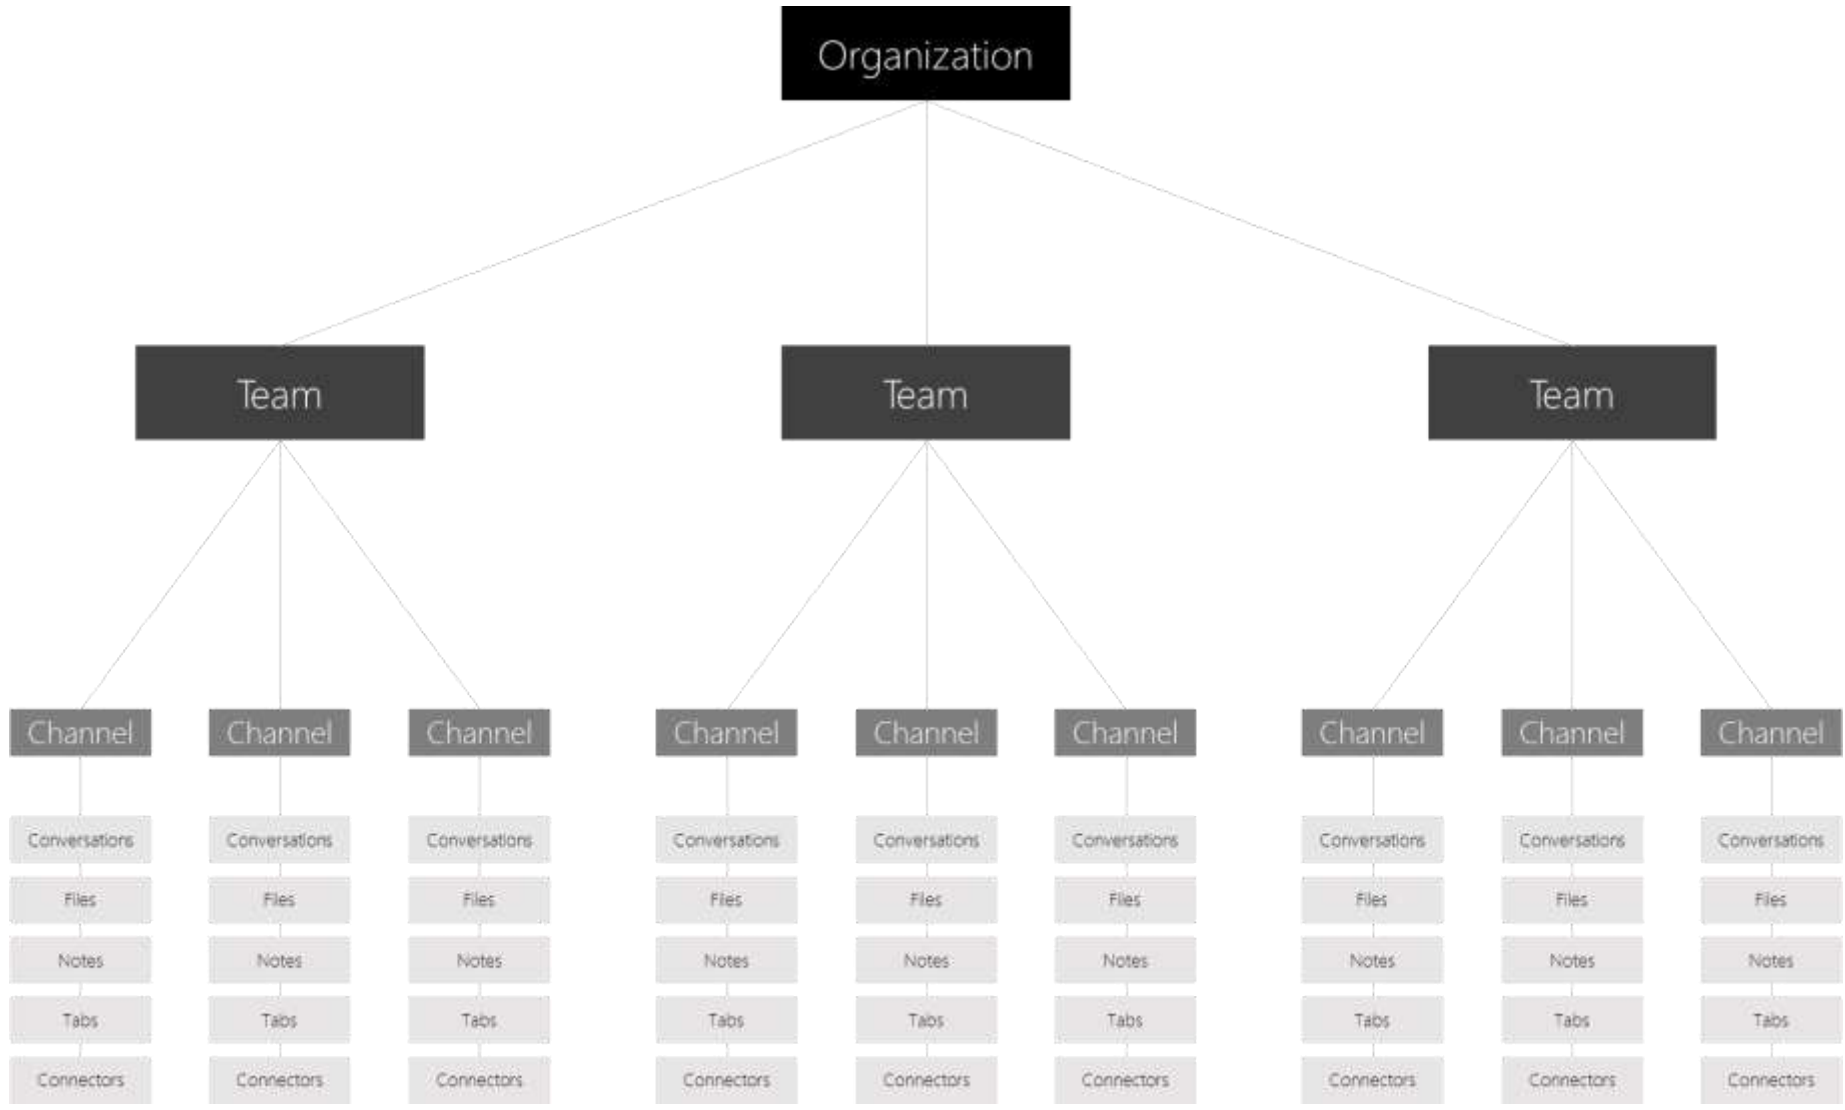 Organization
Team Team Team
Channel Channel Channel Channel Channel Channel Channel Channel Channel
Conversations Conversations Conversations Conversations Conversations Conversations Conversations Conversations Conversations
Files Files Files Files Files Files Files Files Files
Notes Notes Notes Notes Notes Notes Notes Notes Notes
Tabs Tabs Tabs Tabs Tabs Tabs Tabs Tabs Tabs
Connectors Connectors Connectors Connectors Connectors Connectors Connectors Connectors Connectors